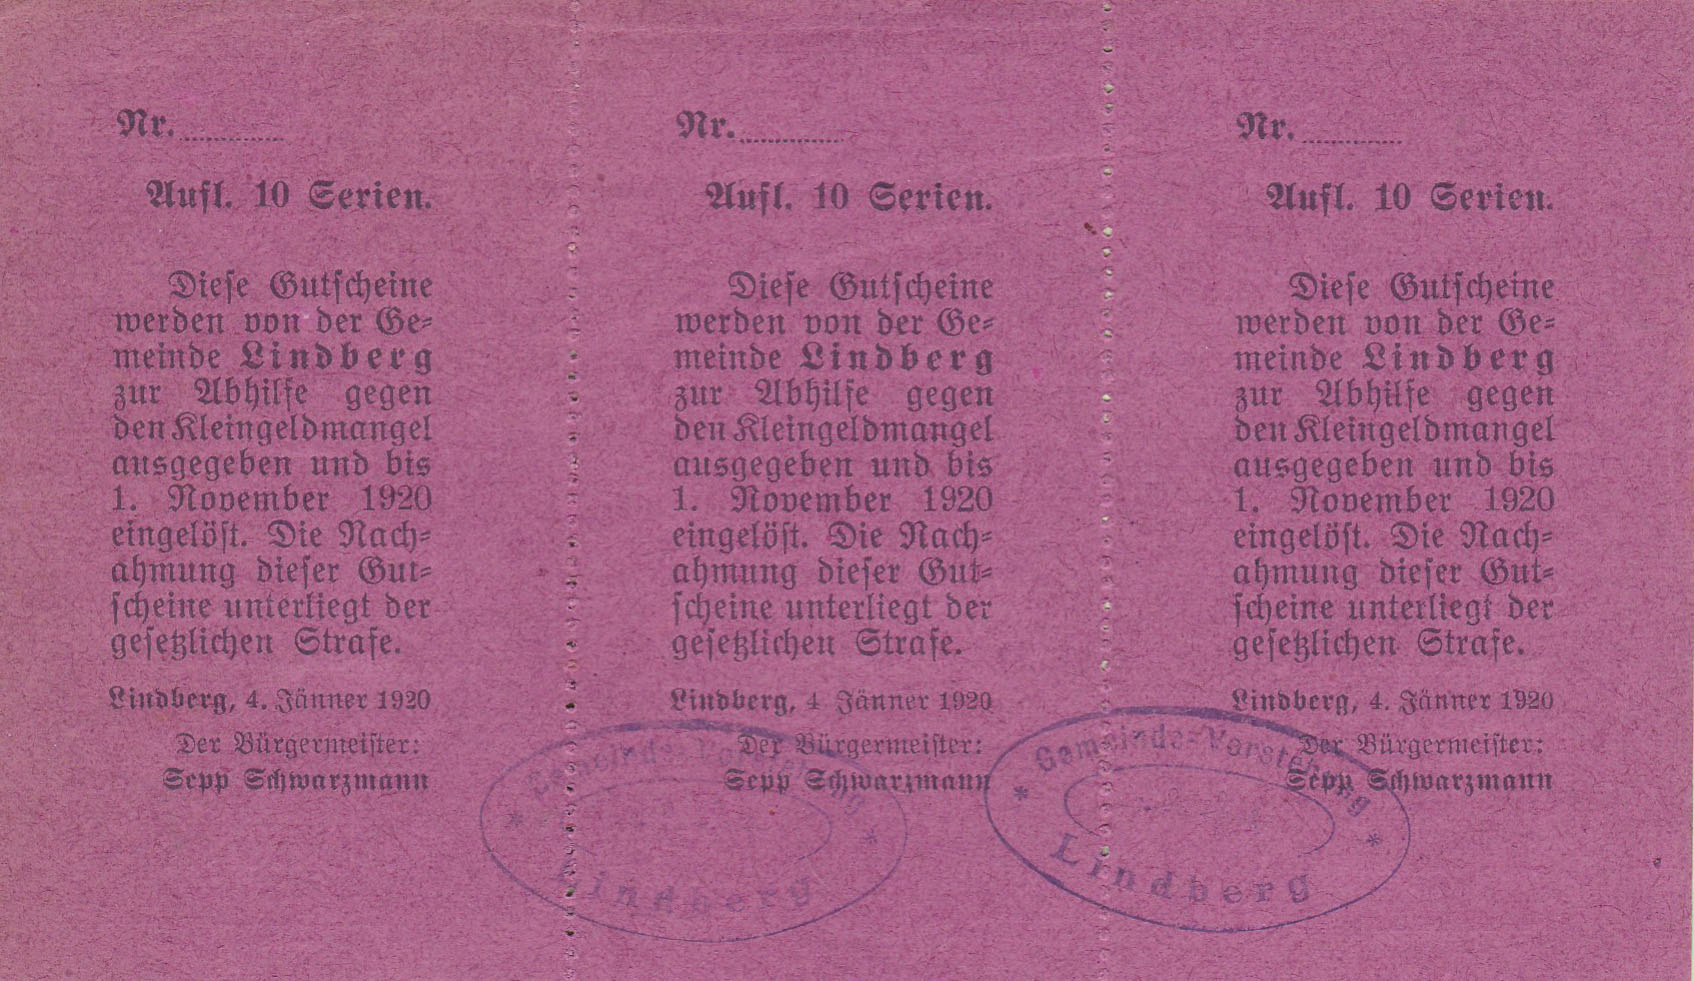 Nr.
Aufl. 10 Serien.
Diese Gutscheine
werden von der Ge-
meinde Lindberg
zur Abhilfe gegen
den Kleingeldmangel
ausgegeben und bis
1. November 1920
eingelöst. Die Nach-
ahmung dieser Gut-
scheine unterliegt der
gesetzlichen Strafe.
Lindberg, 4. Jänner 1920
Der Bürgermeister:
Sepp Schwarzmann
Nr.
Aufl. 10 Serien.
Diese Gutscheine
werden von der Ge-
meinde Lindberg
zur Abhilfe gegen
den Kleingeldmangel
ausgegeben und bis
1. November 1920
eingelöst. Die Nach-
ahmung dieser Gut-
scheine unterliegt der
gesetzlichen Strafe.
Lindberg, 4 Jänner 1920
Der Bürgermeister:
Sepp Schwarzmann
Gemeinde-Vorstehung
Lindberg
Nr.
Aufl. 10 Serien.
Diese Gutscheine
werden von der Ge-
meinde Lindberg
zur Abhilfe gegen
den Kleingeldmangel
ausgegeben und bis
1. November 1920
eingelöst. Die Nach-
ahmung dieser Gut-
scheine unterliegt der
gesetzlichen Strafe.
Lindberg, 4. Jänner 1920
Der Bürgermeister:
Sepp Schwarzmann
Gemeinde-Vorstehung
Lindberg